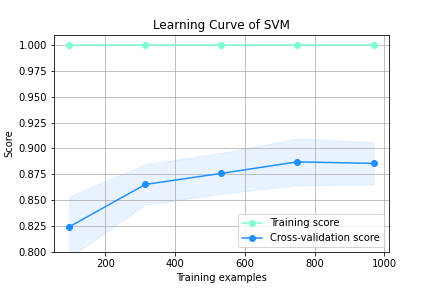 Learning Curve of SVM
1.000
0.975
0.950
0.925
0.900
0.875
0.850
0.825
0.800
Score
Training score
Cross-validation score
200
400
600
800
1000
Training examples